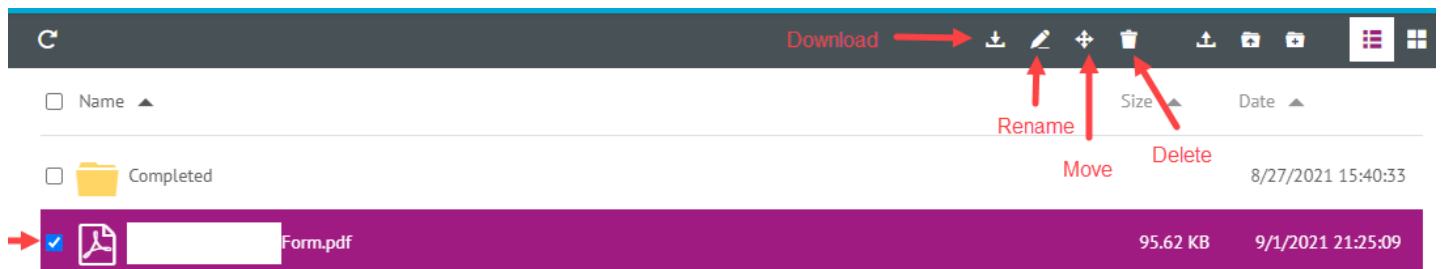 Download
Name Size Date
Rename
Move Delete
Completed 8/27/2021 15:40:33
Form.pdf 95.62 KB 9/1/2021 21:25:09